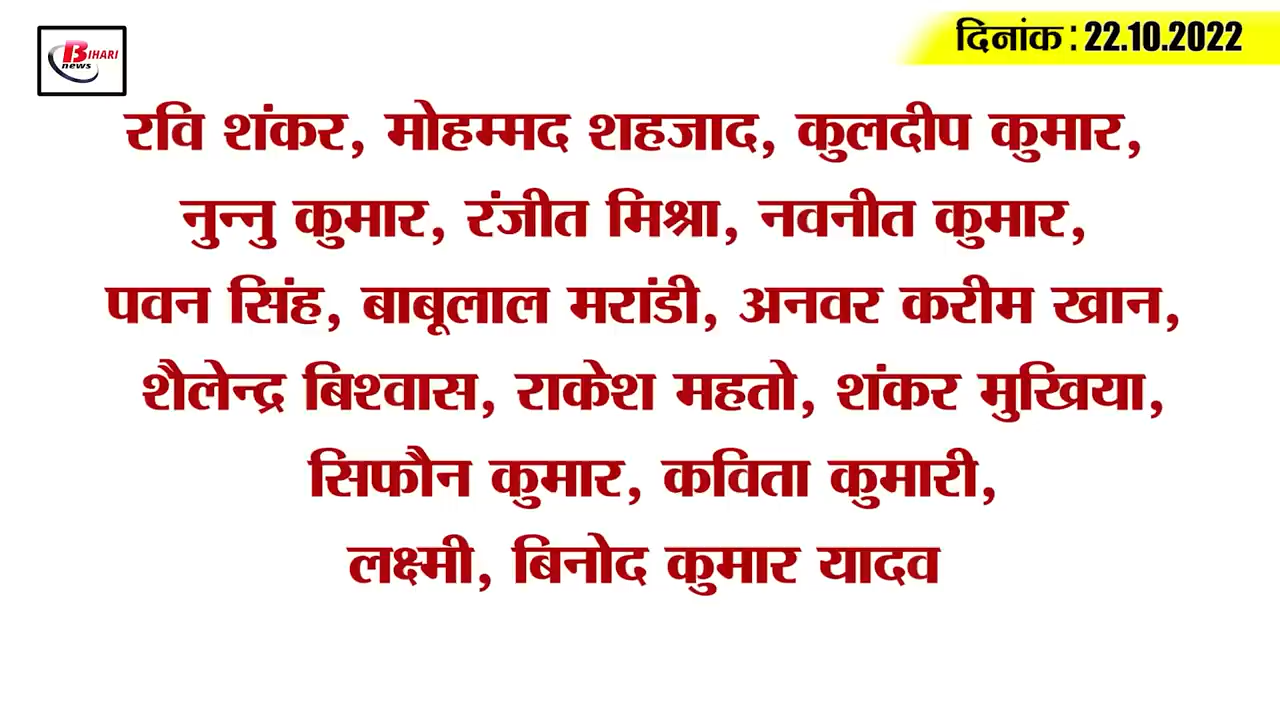 BIHARI
news
दिनांक : 22.10.2022
रवि शंकर, मोहम्मद शहजाद, कुलदीप कुमार,
नुन्नु कुमार, रंजीत मिश्रा, नवनीत कुमार,
पवन सिंह, बाबूलाल मरांडी, अनवर करीम खान,
शैलेन्द्र बिश्वास, राकेश महतो, शंकर मुखिया,
सिफौन कुमार, कविता कुमारी,
लक्ष्मी, बिनोद कुमार यादव